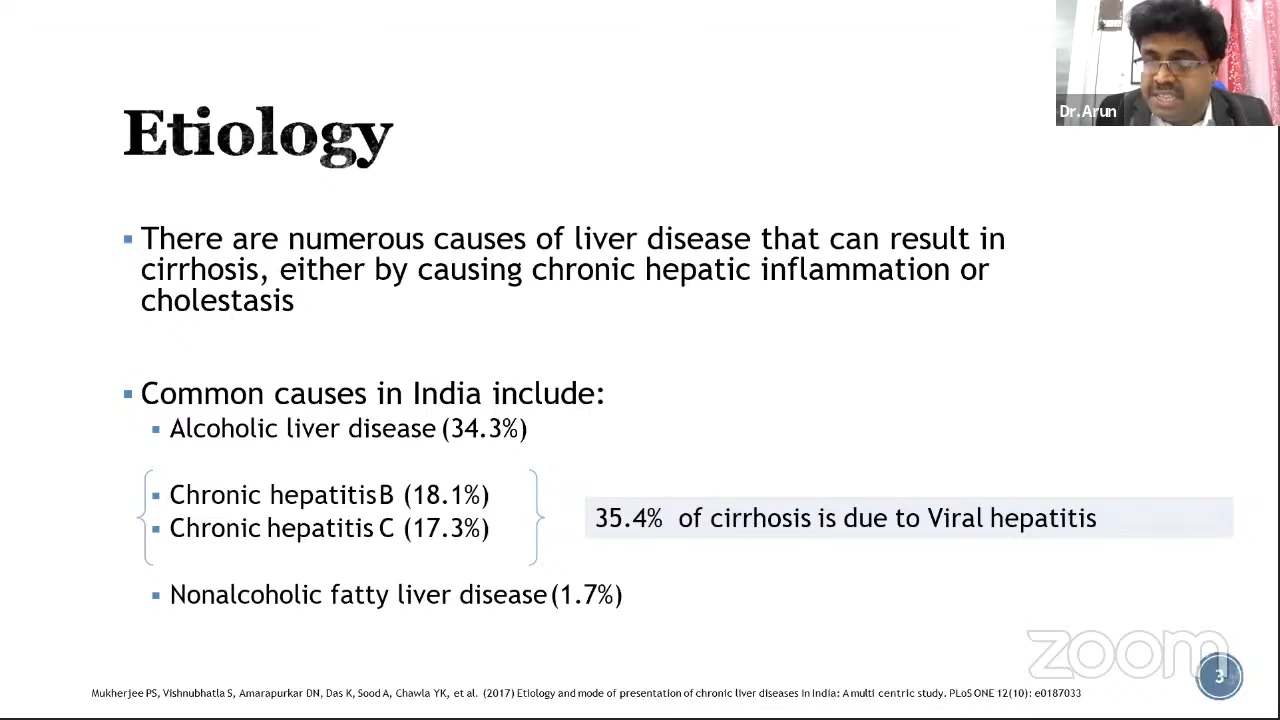 Dr.Arun
Etiology
There are numerous causes of liver disease that can result in
cirrhosis, either by causing chronic hepatic inflammation or
cholestasis
Common causes in India include:
Alcoholic liver disease (34.3%)
Chronic hepatitis B (18.1%)
Chronic hepatitis C (17.3%)
35.4% of cirrhosis is due to Viral hepatitis
Nonalcoholic fatty liver disease (1.7%)
zoom
3
Mukherjee PS, Vishnubhatla S, Amarapurkar DN, Das K, Sood A, Chawla YK, et al. (2017) Etiology and mode of presentation of chronic liver diseases in India: A multi centric study. PLoS ONE 12(10): e0187033